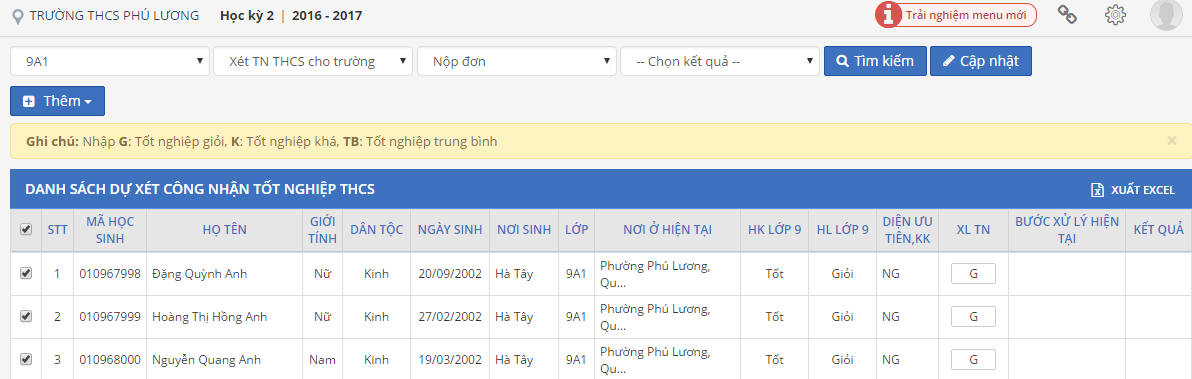 TRƯỜNG THCS PHÚ LƯƠNG Học kỳ 2 | 2016 - 2017 Trải nghiệm menu mới
9A1 Xét TN THCS cho trường Nộp đơn -- Chọn kết quả -- Tìm kiếm Cập nhật
Thêm
Ghi chú: Nhập G: Tốt nghiệp giỏi, K: Tốt nghiệp khá, TB: Tốt nghiệp trung bình ×
DANH SÁCH DỰ XÉT CÔNG NHẬN TỐT NGHIỆP THCS XUẤT EXCEL
STT MÃ HỌC SINH HỌ TÊN GIỚI TÍNH DÂN TỘC NGÀY SINH NƠI SINH LỚP NƠI Ở HIỆN TẠI HK LỚP 9 HL LỚP 9 DIỆN ƯU TIÊN,KK XL TN BƯỚC XỬ LÝ HIỆN TẠI KẾT QUẢ
1 010967998 Đặng Quỳnh Anh Nữ Kinh 20/09/2002 Hà Tây 9A1 Phường Phú Lương, Qu... Tốt Giỏi NG G
2 010967999 Hoàng Thị Hồng Anh Nữ Kinh 27/02/2002 Hà Tây 9A1 Phường Phú Lương, Qu... Tốt Giỏi NG G
3 010968000 Nguyễn Quang Anh Nam Kinh 19/03/2002 Hà Tây 9A1 Phường Phú Lương, Qu... Tốt Giỏi NG G